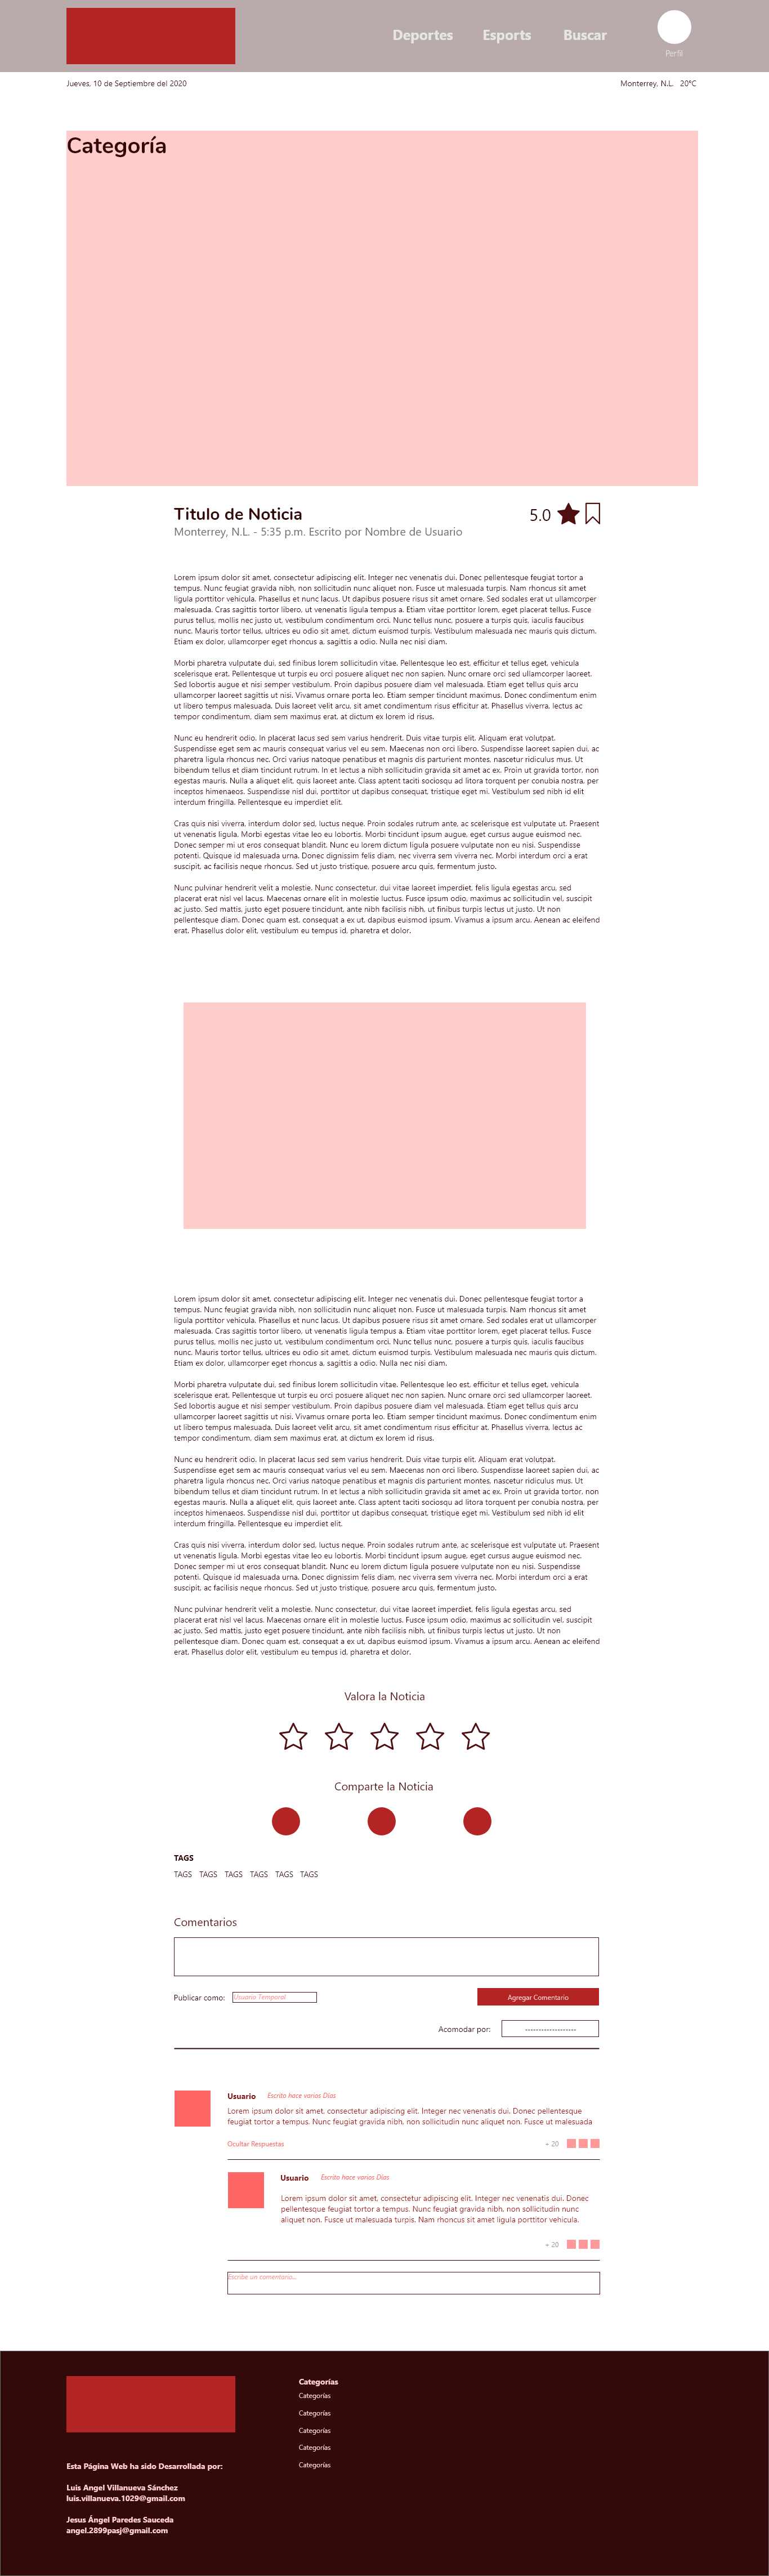 Deportes Esports Buscar
Perfil
Jueves, 10 de Septiembre del 2020 Monterrey, N.L. 20°C
Categoría
Titulo de Noticia 5.0
Monterrey, N.L. - 5:35 p.m. Escrito por Nombre de Usuario
Lorem ipsum dolor sit amet, consectetur adipiscing elit. Integer nec venenatis dui. Donec pellentesque feugiat tortor a
tempus. Nunc feugiat gravida nibh, non sollicitudin nunc aliquet non. Fusce ut malesuada turpis. Nam rhoncus sit amet
ligula porttitor vehicula. Phasellus et nunc lacus. Ut dapibus posuere risus sit amet ornare. Sed sodales erat ut ullamcorper
malesuada. Cras sagittis tortor libero, ut venenatis ligula tempus a. Etiam vitae porttitor lorem, eget placerat tellus. Fusce
purus tellus, mollis nec justo ut, vestibulum condimentum orci. Nunc tellus nunc, posuere a turpis quis, iaculis faucibus
nunc. Mauris tortor tellus, ultrices eu odio sit amet, dictum euismod turpis. Vestibulum malesuada nec mauris quis dictum.
Etiam ex dolor, ullamcorper eget rhoncus a, sagittis a odio. Nulla nec nisi diam.
Morbi pharetra vulputate dui, sed finibus lorem sollicitudin vitae. Pellentesque leo est, efficitur et tellus eget, vehicula
scelerisque erat. Pellentesque ut turpis eu orci posuere aliquet nec non sapien. Nunc ornare orci sed ullamcorper laoreet.
Sed lobortis augue et nisi semper vestibulum. Proin dapibus posuere diam vel malesuada. Etiam eget tellus quis arcu
ullamcorper laoreet sagittis ut nisi. Vivamus ornare porta leo. Etiam semper tincidunt maximus. Donec condimentum enim
ut libero tempus malesuada. Duis laoreet velit arcu, sit amet condimentum risus efficitur at. Phasellus viverra, lectus ac
tempor condimentum, diam sem maximus erat, at dictum ex lorem id risus.
Nunc eu hendrerit odio. In placerat lacus sed sem varius hendrerit. Duis vitae turpis elit. Aliquam erat volutpat.
Suspendisse eget sem ac mauris consequat varius vel eu sem. Maecenas non orci libero. Suspendisse laoreet sapien dui, ac
pharetra ligula rhoncus nec. Orci varius natoque penatibus et magnis dis parturient montes, nascetur ridiculus mus. Ut
bibendum tellus et diam tincidunt rutrum. In et lectus a nibh sollicitudin gravida sit amet ac ex. Proin ut gravida tortor, non
egestas mauris. Nulla a aliquet elit, quis laoreet ante. Class aptent taciti sociosqu ad litora torquent per conubia nostra, per
inceptos himenaeos. Suspendisse nisl dui, porttitor ut dapibus consequat, tristique eget mi. Vestibulum sed nibh id elit
interdum fringilla. Pellentesque eu imperdiet elit.
Cras quis nisi viverra, interdum dolor sed, luctus neque. Proin sodales rutrum ante, ac scelerisque est vulputate ut. Praesent
ut venenatis ligula. Morbi egestas vitae leo eu lobortis. Morbi tincidunt ipsum augue, eget cursus augue euismod nec.
Donec semper mi ut eros consequat blandit. Nunc eu lorem dictum ligula posuere vulputate non eu nisi. Suspendisse
potenti. Quisque id malesuada urna. Donec dignissim felis diam, nec viverra sem viverra nec. Morbi interdum orci a erat
suscipit, ac facilisis neque rhoncus. Sed ut justo tristique, posuere arcu quis, fermentum justo.
Nunc pulvinar hendrerit velit a molestie. Nunc consectetur, dui vitae laoreet imperdiet, felis ligula egestas arcu, sed
placerat erat nisl vel lacus. Maecenas ornare elit in molestie luctus. Fusce ipsum odio, maximus ac sollicitudin vel, suscipit
ac justo. Sed mattis, justo eget posuere tincidunt, ante nibh facilisis nibh, ut finibus turpis lectus ut justo. Ut non
pellentesque diam. Donec quam est, consequat a ex ut, dapibus euismod ipsum. Vivamus a ipsum arcu. Aenean ac eleifend
erat. Phasellus dolor elit, vestibulum eu tempus id, pharetra et dolor.
Lorem ipsum dolor sit amet, consectetur adipiscing elit. Integer nec venenatis dui. Donec pellentesque feugiat tortor a
tempus. Nunc feugiat gravida nibh, non sollicitudin nunc aliquet non. Fusce ut malesuada turpis. Nam rhoncus sit amet
ligula porttitor vehicula. Phasellus et nunc lacus. Ut dapibus posuere risus sit amet ornare. Sed sodales erat ut ullamcorper
malesuada. Cras sagittis tortor libero, ut venenatis ligula tempus a. Etiam vitae porttitor lorem, eget placerat tellus. Fusce
purus tellus, mollis nec justo ut, vestibulum condimentum orci. Nunc tellus nunc, posuere a turpis quis, iaculis faucibus
nunc. Mauris tortor tellus, ultrices eu odio sit amet, dictum euismod turpis. Vestibulum malesuada nec mauris quis dictum.
Etiam ex dolor, ullamcorper eget rhoncus a, sagittis a odio. Nulla nec nisi diam.
Morbi pharetra vulputate dui, sed finibus lorem sollicitudin vitae. Pellentesque leo est, efficitur et tellus eget, vehicula
scelerisque erat. Pellentesque ut turpis eu orci posuere aliquet nec non sapien. Nunc ornare orci sed ullamcorper laoreet.
Sed lobortis augue et nisi semper vestibulum. Proin dapibus posuere diam vel malesuada. Etiam eget tellus quis arcu
ullamcorper laoreet sagittis ut nisi. Vivamus ornare porta leo. Etiam semper tincidunt maximus. Donec condimentum enim
ut libero tempus malesuada. Duis laoreet velit arcu, sit amet condimentum risus efficitur at. Phasellus viverra, lectus ac
tempor condimentum, diam sem maximus erat, at dictum ex lorem id risus.
Nunc eu hendrerit odio. In placerat lacus sed sem varius hendrerit. Duis vitae turpis elit. Aliquam erat volutpat.
Suspendisse eget sem ac mauris consequat varius vel eu sem. Maecenas non orci libero. Suspendisse laoreet sapien dui, ac
pharetra ligula rhoncus nec. Orci varius natoque penatibus et magnis dis parturient montes, nascetur ridiculus mus. Ut
bibendum tellus et diam tincidunt rutrum. In et lectus a nibh sollicitudin gravida sit amet ac ex. Proin ut gravida tortor, non
egestas mauris. Nulla a aliquet elit, quis laoreet ante. Class aptent taciti sociosqu ad litora torquent per conubia nostra, per
inceptos himenaeos. Suspendisse nisl dui, porttitor ut dapibus consequat, tristique eget mi. Vestibulum sed nibh id elit
interdum fringilla. Pellentesque eu imperdiet elit.
Cras quis nisi viverra, interdum dolor sed, luctus neque. Proin sodales rutrum ante, ac scelerisque est vulputate ut. Praesent
ut venenatis ligula. Morbi egestas vitae leo eu lobortis. Morbi tincidunt ipsum augue, eget cursus augue euismod nec.
Donec semper mi ut eros consequat blandit. Nunc eu lorem dictum ligula posuere vulputate non eu nisi. Suspendisse
potenti. Quisque id malesuada urna. Donec dignissim felis diam, nec viverra sem viverra nec. Morbi interdum orci a erat
suscipit, ac facilisis neque rhoncus. Sed ut justo tristique, posuere arcu quis, fermentum justo.
Nunc pulvinar hendrerit velit a molestie. Nunc consectetur, dui vitae laoreet imperdiet, felis ligula egestas arcu, sed
placerat erat nisl vel lacus. Maecenas ornare elit in molestie luctus. Fusce ipsum odio, maximus ac sollicitudin vel, suscipit
ac justo. Sed mattis, justo eget posuere tincidunt, ante nibh facilisis nibh, ut finibus turpis lectus ut justo. Ut non
pellentesque diam. Donec quam est, consequat a ex ut, dapibus euismod ipsum. Vivamus a ipsum arcu. Aenean ac eleifend
erat. Phasellus dolor elit, vestibulum eu tempus id, pharetra et dolor.
Valora la Noticia
Comparte la Noticia
TAGS
TAGS TAGS TAGS TAGS TAGS TAGS
Comentarios
Publicar como: Usuario Temporal Agregar Comentario
Acomodar por: -------------------
Usuario Escrito hace varios Días
Lorem ipsum dolor sit amet, consectetur adipiscing elit. Integer nec venenatis dui. Donec pellentesque
feugiat tortor a tempus. Nunc feugiat gravida nibh, non sollicitudin nunc aliquet non. Fusce ut malesuada
Ocultar Respuestas + 20
Usuario Escrito hace varios Días
Lorem ipsum dolor sit amet, consectetur adipiscing elit. Integer nec venenatis dui. Donec
pellentesque feugiat tortor a tempus. Nunc feugiat gravida nibh, non sollicitudin nunc
aliquet non. Fusce ut malesuada turpis. Nam rhoncus sit amet ligula porttitor vehicula.
+ 20
Escribe un comentario...
Categorías
Categorías
Categorías
Categorías
Categorías
Categorías
Esta Página Web ha sido Desarrollada por:
Luis Angel Villanueva Sánchez
luis.villanueva.1029@gmail.com
Jesus Ángel Paredes Sauceda
angel.2899pasj@gmail.com